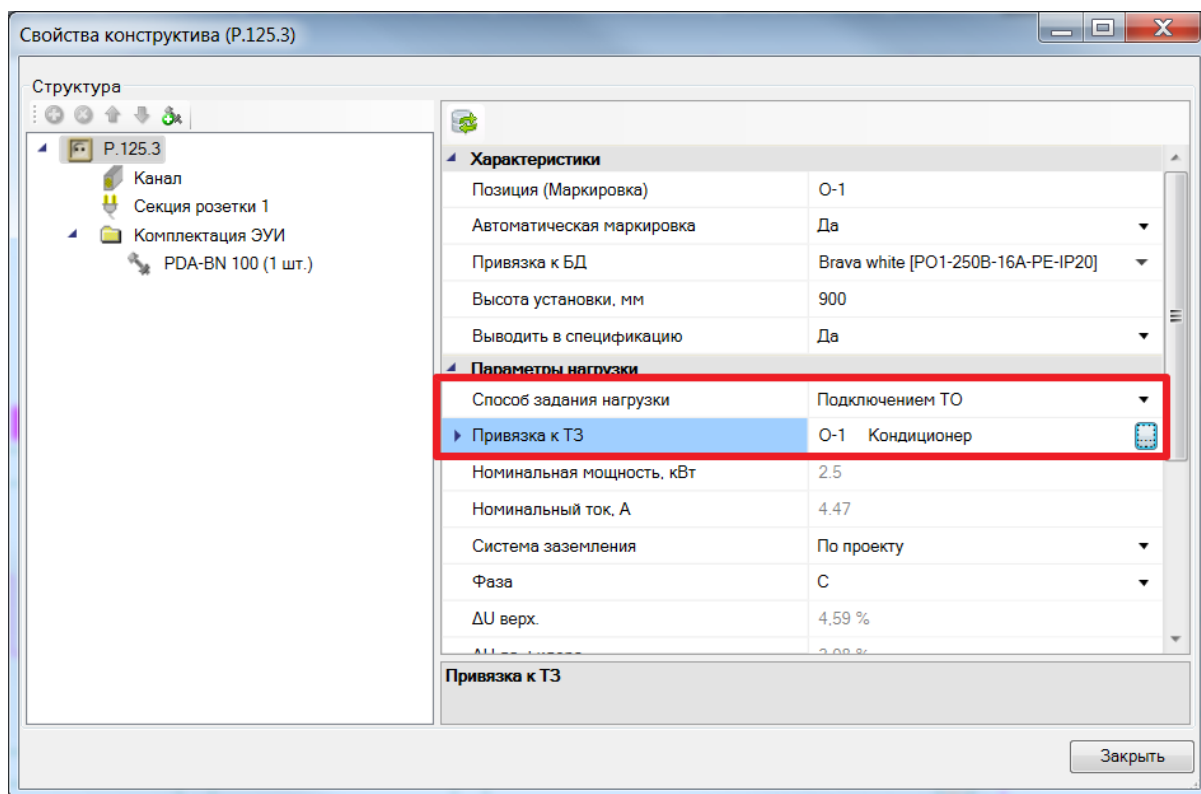 Свойства конструктива (P.125.3)
Структура
P.125.3
Канал
Секция розетки 1
Комплектация ЭУИ
PDA-BN 100 (1 шт.)
Характеристики
Позиция (Маркировка) O-1
Автоматическая маркировка Да
Привязка к БД Brava white [PO1-250B-16A-PE-IP20]
Высота установки, мм 900
Выводить в спецификацию Да
Параметры нагрузки
Способ задания нагрузки Подключением ТО
Привязка к ТЗ O-1 Кондиционер
Номинальная мощность, кВт 2.5
Номинальный ток, А 4.47
Система заземления По проекту
Фаза C
ΔU верх. 4,59 %
Привязка к ТЗ
Закрыть